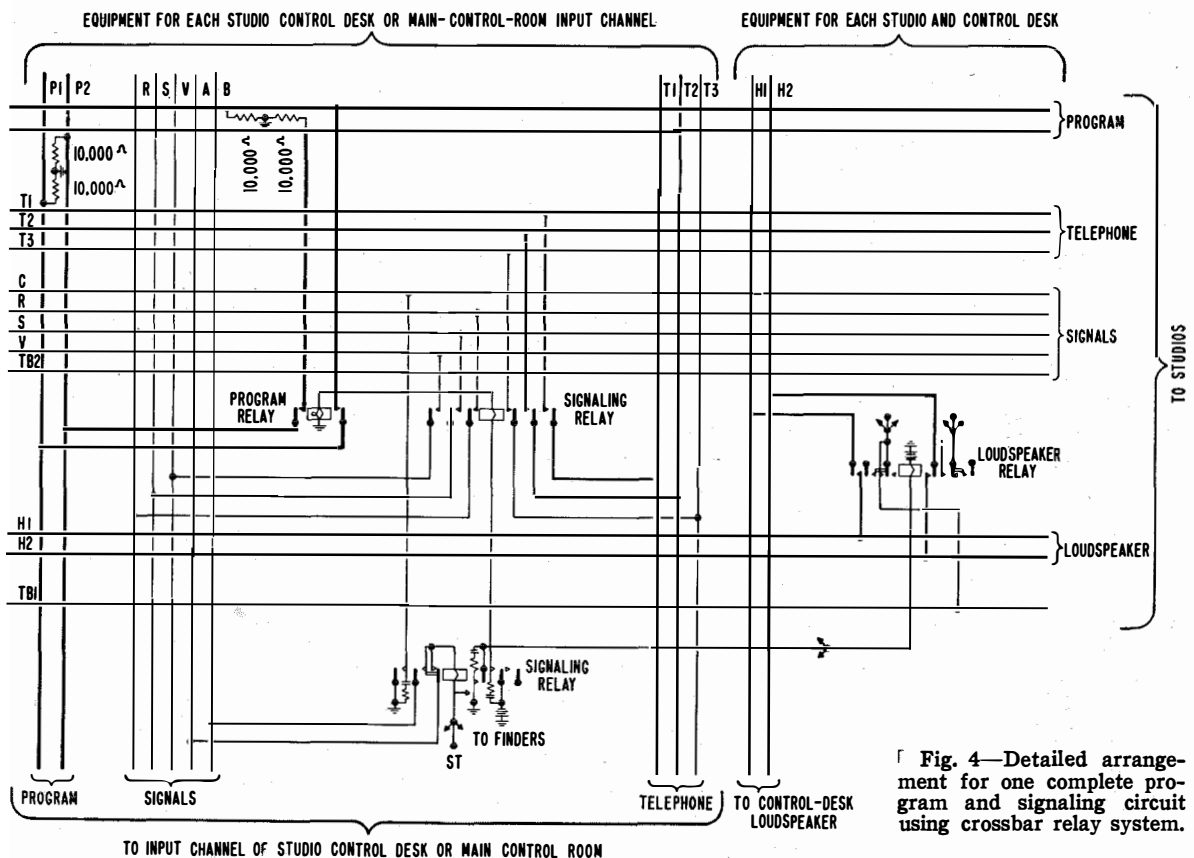 EQUIPMENT FOR EACH STUDIO CONTROL DESK OR MAIN-CONTROL-ROOM INPUT CHANNEL
EQUIPMENT FOR EACH STUDIO AND CONTROL DESK
P1 P2 R S V A B T1 T2 T3 H1 H2
PROGRAM
10,000 Ω
10,000 Ω
10,000 Ω
10,000 Ω
T1
T2
T3
TELEPHONE
C
R
S
V
TB2
SIGNALS
TO STUDIOS
PROGRAM
RELAY
SIGNALING
RELAY
LOUDSPEAKER
RELAY
H1
H2
LOUDSPEAKER
TB1
SIGNALING
RELAY
TO FINDERS
ST
PROGRAM
SIGNALS
TELEPHONE
TO CONTROL-DESK
LOUDSPEAKER
TO INPUT CHANNEL OF STUDIO CONTROL DESK OR MAIN CONTROL ROOM
Fig. 4—Detailed arrange-
ment for one complete pro-
gram and signaling circuit
using crossbar relay system.